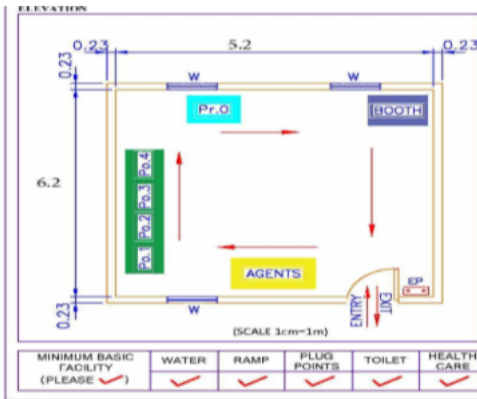 ELEVATION
0.23
5.2
0.23
0.23
W
W
Pr.O
BOOTH
Po.4
Po.3
Po.2
Po.1
6.2
AGENTS
EP
0.23
W
ENTRY
EXIT
(SCALE 1cm=1m)
MINIMUM BASIC FACILITY (PLEASE ✓)
WATER
RAMP
PLUG POINTS
TOILET
HEALTH CARE
✓ ✓ ✓ ✓ ✓